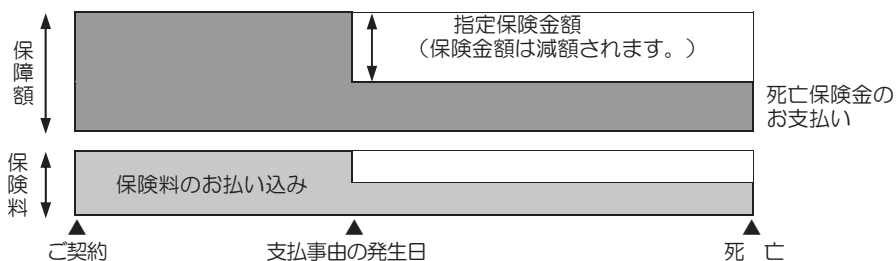 保障額
指定保険金額
（保険金額は減額されます。）
死亡保険金の
お支払い
保険料
保険料のお払い込み
ご契約
支払事由の発生日
死　亡